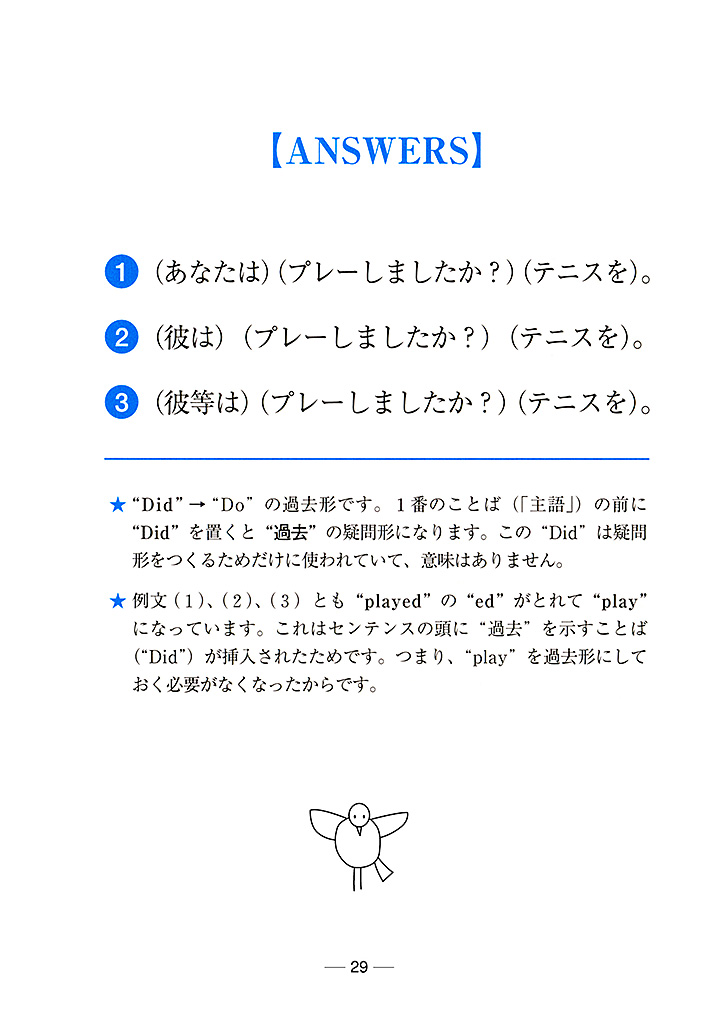 【ANSWERS】
1 （あなたは）（プレーしましたか？）（テニスを）。
2 （彼は）（プレーしましたか？）（テニスを）。
3 （彼等は）（プレーしましたか？）（テニスを）。
★ “Did”→“Do” の過去形です。１番のことば（「主語」）の前に
“Did” を置くと “過去” の疑問形になります。この “Did” は疑問
形をつくるためだけに使われていて、意味はありません。
★ 例文（１）、（２）、（３）とも “played” の “ed” がとれて “play”
になっています。これはセンテンスの頭に “過去” を示すことば
（“Did”）が挿入されたためです。つまり、“play” を過去形にして
おく必要がなくなったからです。
— 29 —